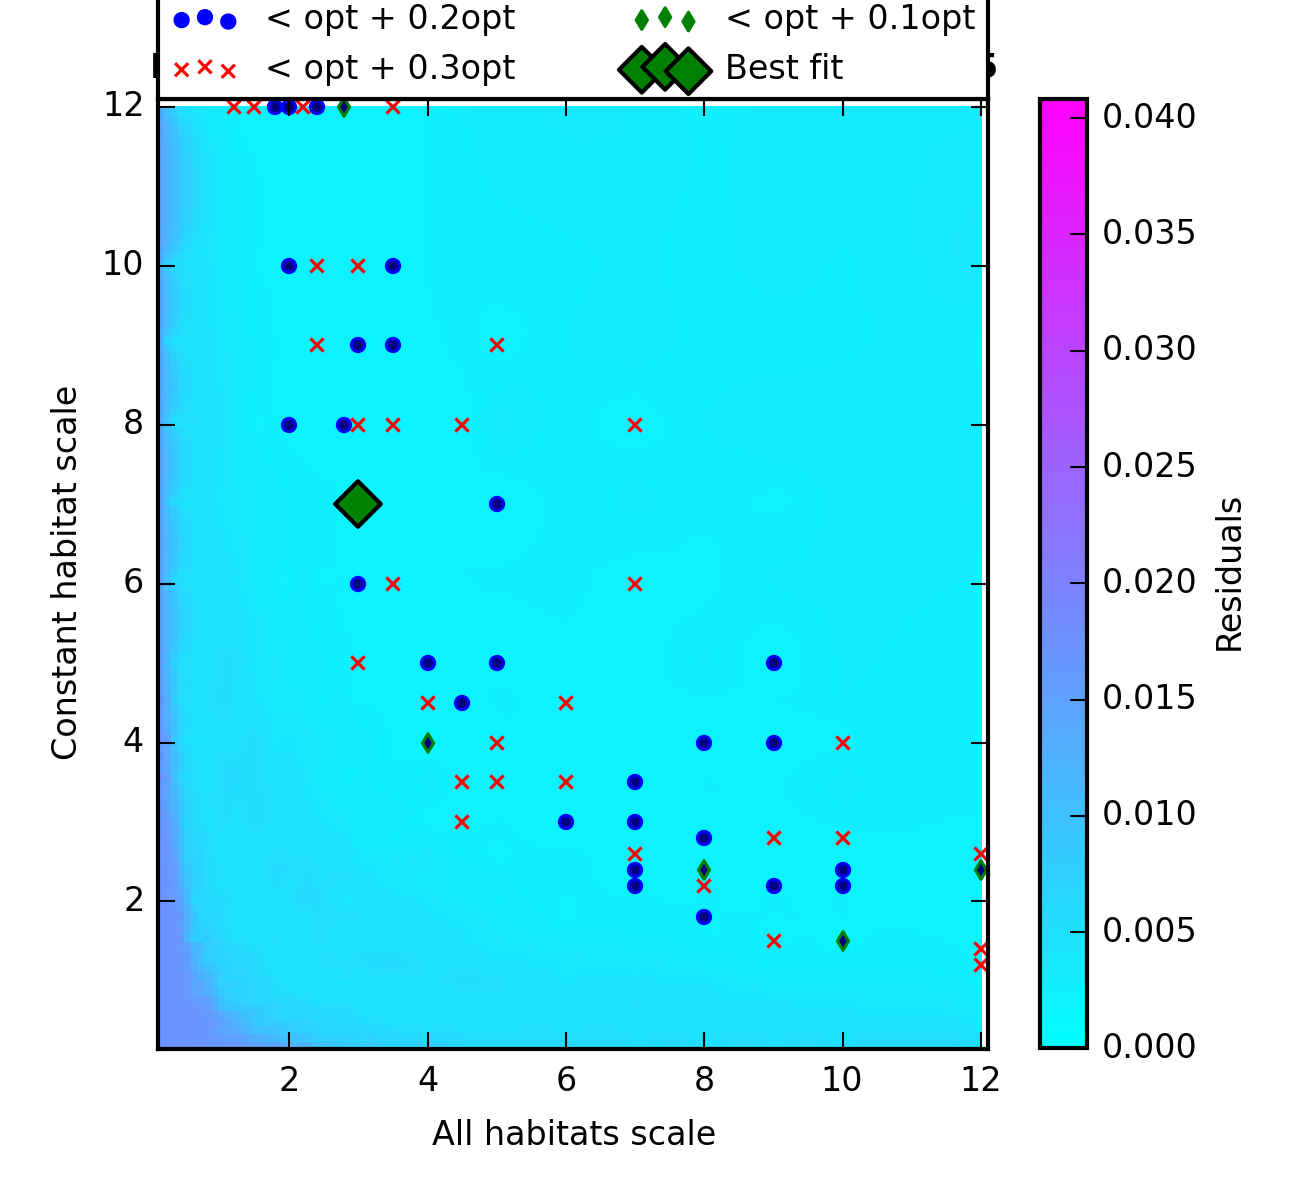 < opt + 0.2opt
< opt + 0.1opt
< opt + 0.3opt
Best fit
12
10
8
6
4
2
Constant habitat scale
2 4 6 8 10 12
All habitats scale
0.040
0.035
0.030
0.025
0.020
0.015
0.010
0.005
0.000
Residuals